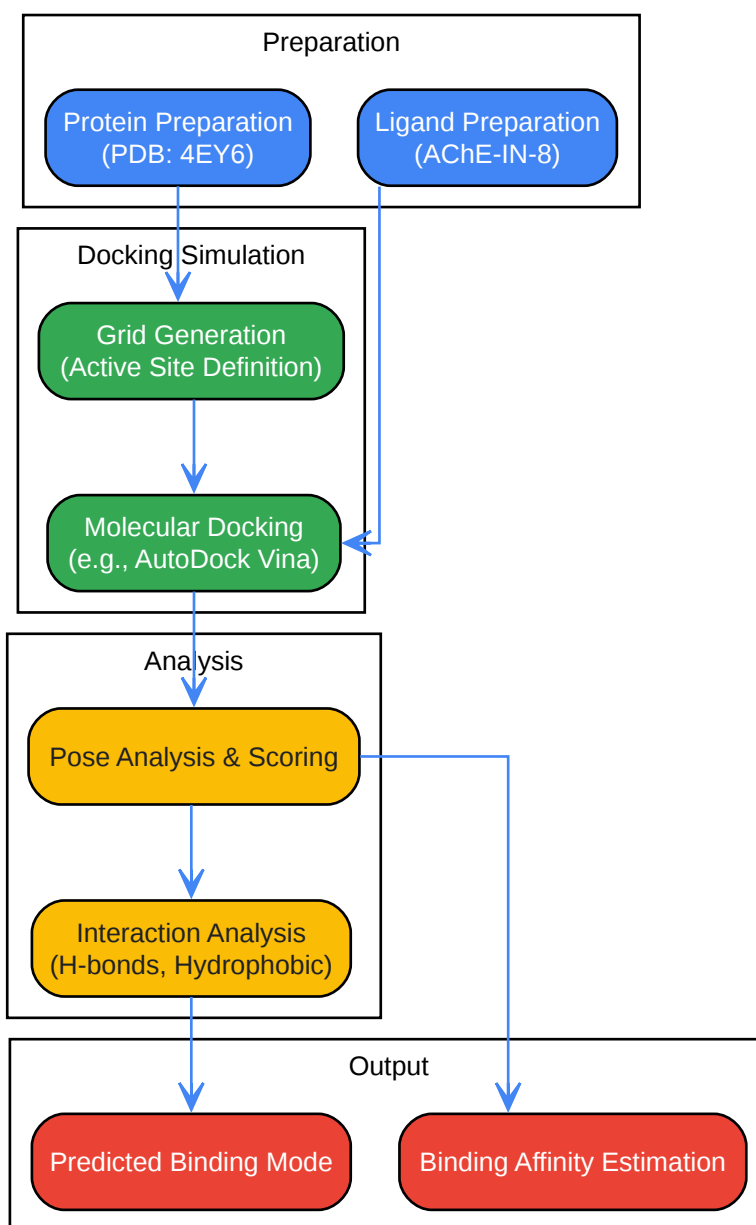 Preparation
Protein Preparation
(PDB: 4EY6)
Ligand Preparation
(AChE-IN-8)
Docking Simulation
Grid Generation
(Active Site Definition)
Molecular Docking
(e.g., AutoDock Vina)
Analysis
Pose Analysis & Scoring
Interaction Analysis
(H-bonds, Hydrophobic)
Output
Predicted Binding Mode
Binding Affinity Estimation